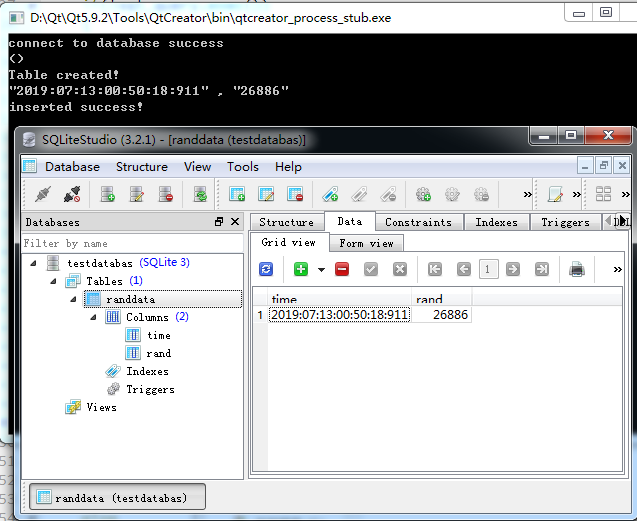 D:\Qt\Qt5.9.2\Tools\QtCreator\bin\qtcreator_process_stub.exe
connect to database success
()
Table created!
"2019:07:13:00:50:18:911" , "26886"
inserted success!
SQLiteStudio (3.2.1) - [randdata (testdatabas)]
Database Structure View Tools Help
Databases
Filter by name
testdatabas (SQLite 3)
Tables (1)
randdata
Columns (2)
time
rand
Indexes
Triggers
Views
Structure Data Constraints Indexes Triggers
Grid view Form view
1
time rand
1 2019:07:13:00:50:18:911 26886
51
52
53
54
randdata (testdatabas)